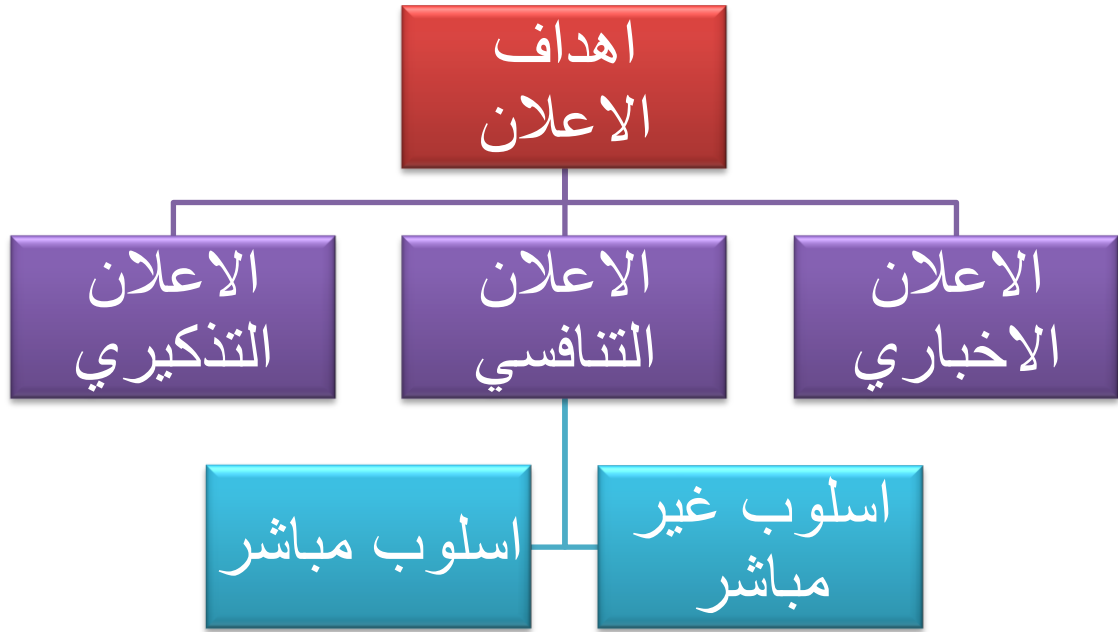 اهداف
الاعلان
الاعلان
الاخباري
الاعلان
التنافسي
الاعلان
التذكيري
اسلوب غير
مباشر
اسلوب مباشر